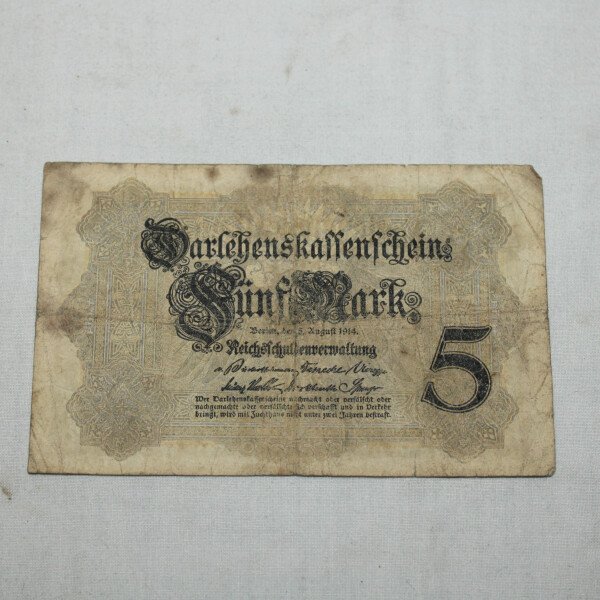 Darlehenskassenschein
Fünf Mark
Berlin, den 5. August 1914.
Reichsschuldenverwaltung
5
Wer Darlehnskassenscheine nachmacht oder verfälscht oder
nachgemachte oder verfälschte sich verschafft und in Verkehr
bringt, wird mit Zuchthaus nicht unter zwei Jahren bestraft.